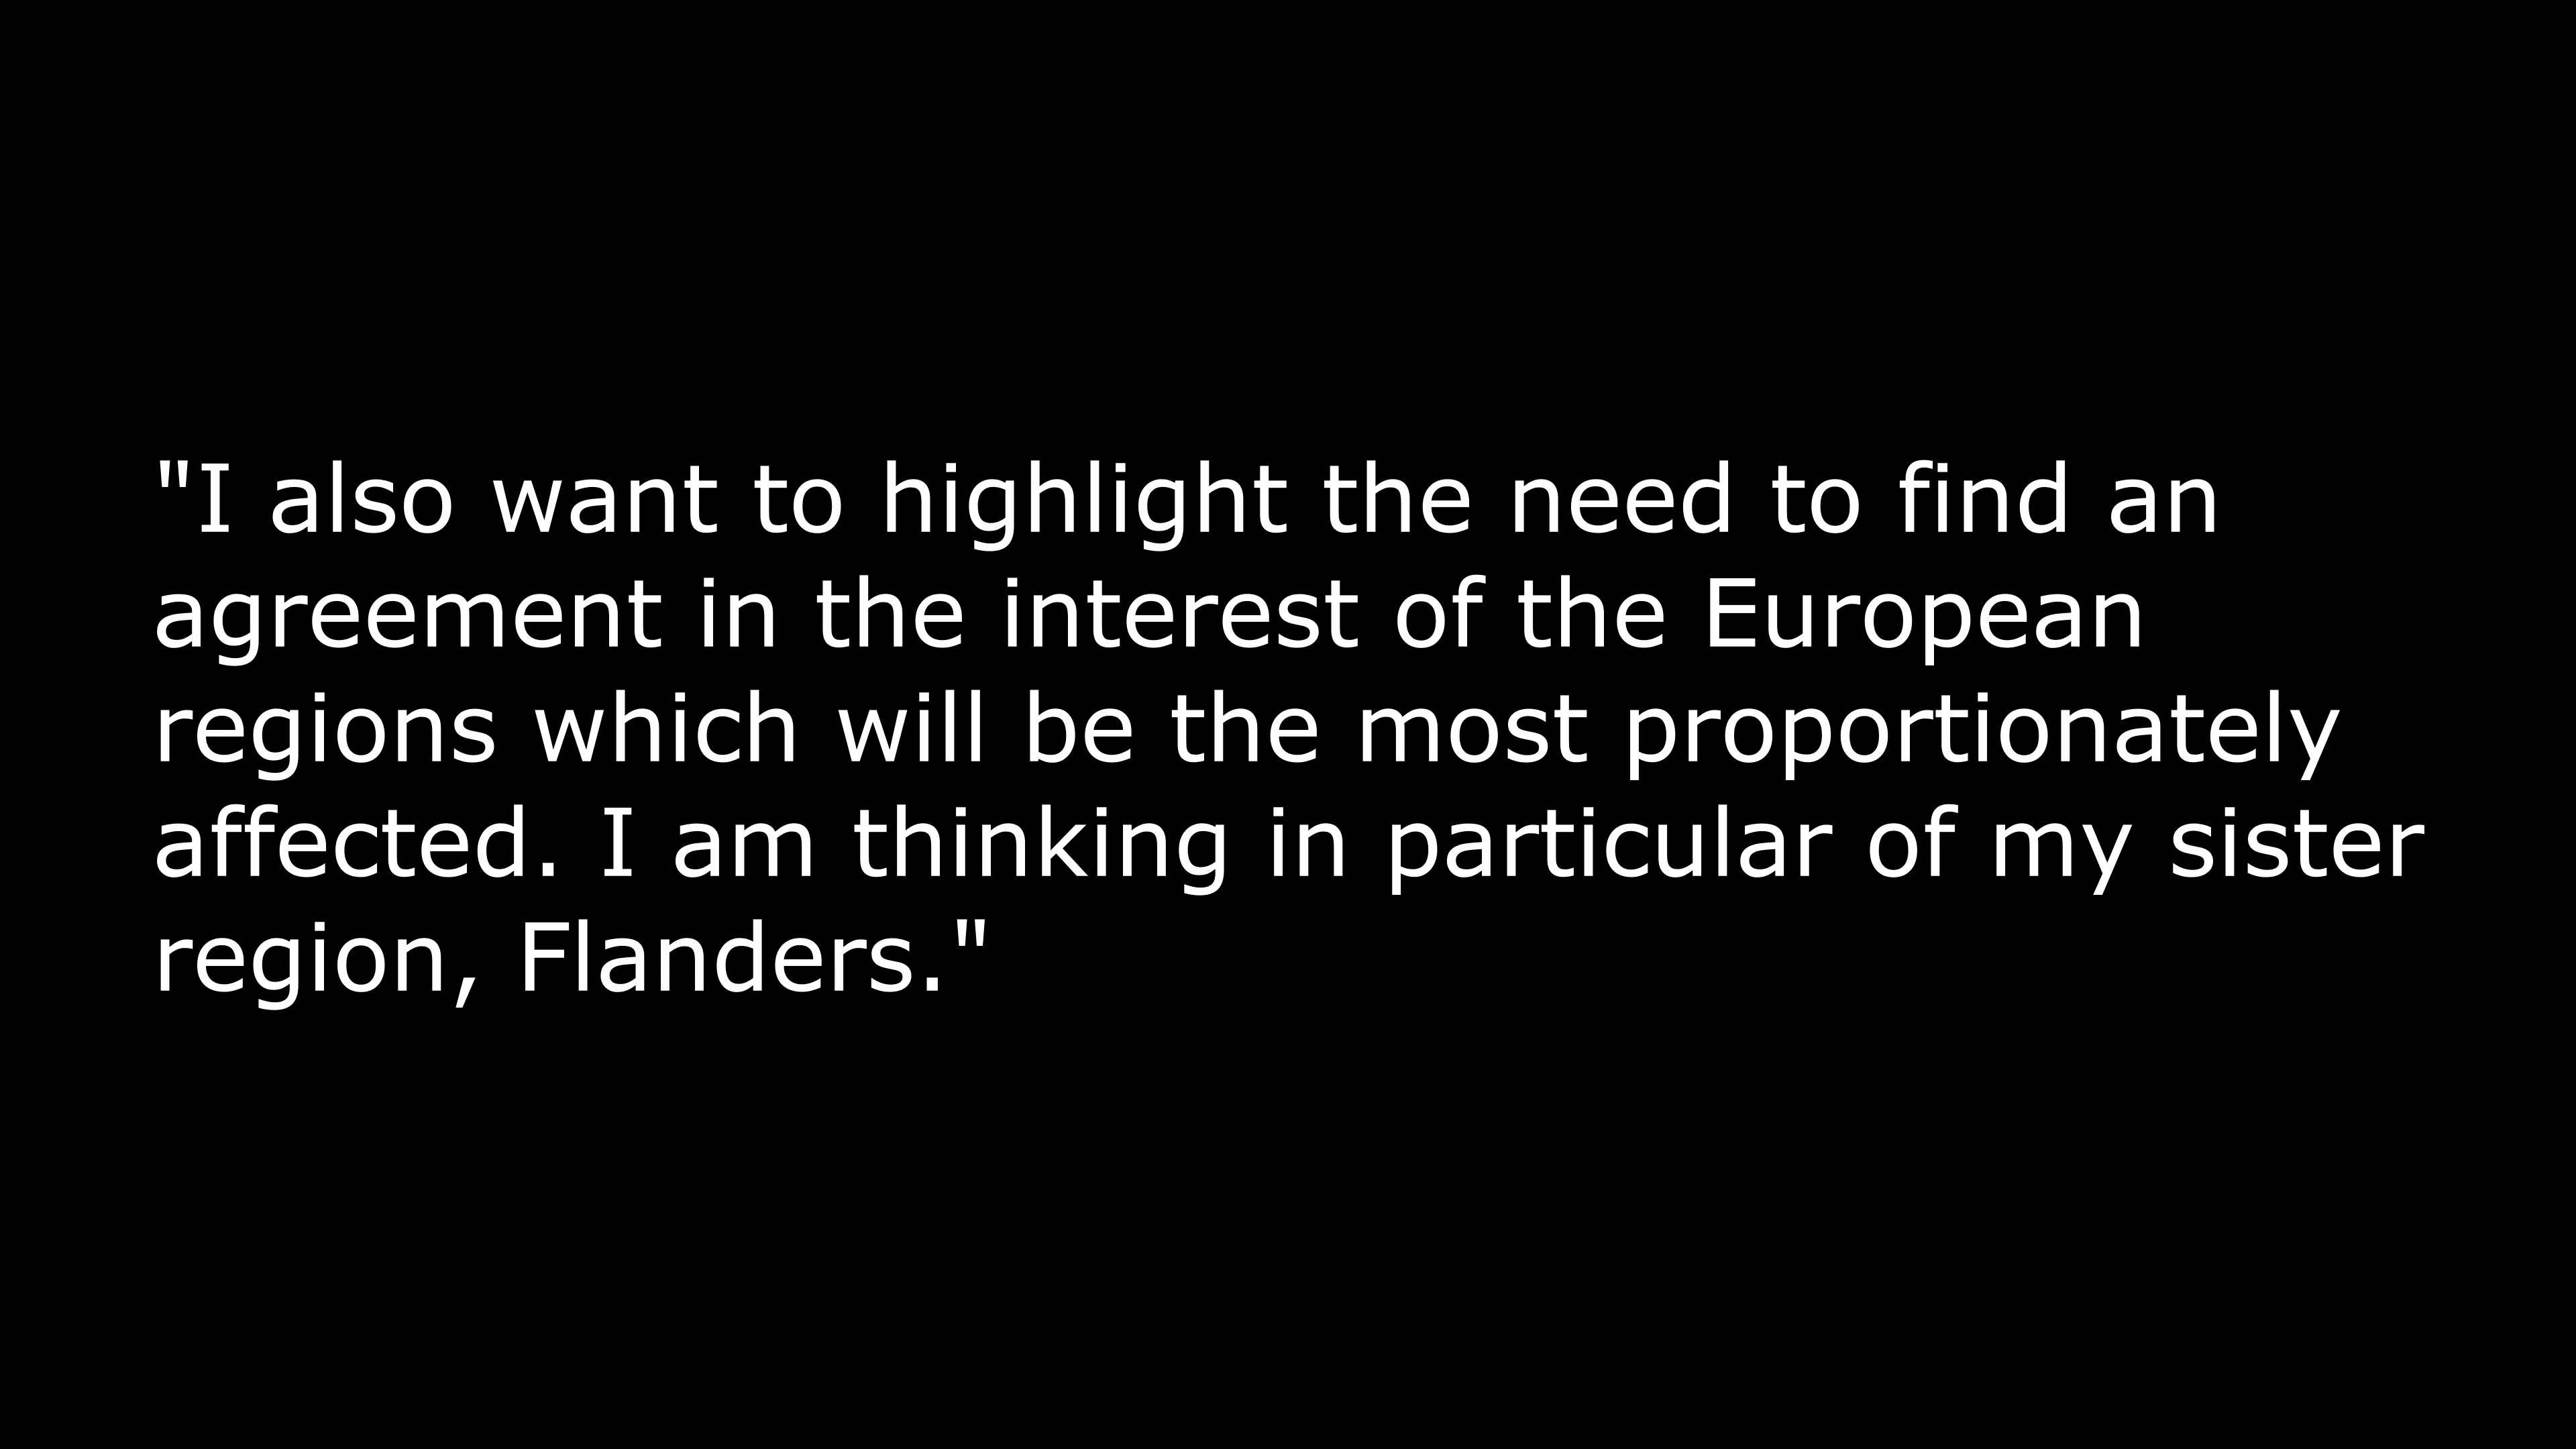 "I also want to highlight the need to find an
agreement in the interest of the European
regions which will be the most proportionately
affected. I am thinking in particular of my sister
region, Flanders."